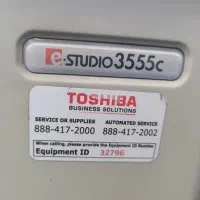 e-STUDIO3555c
TOSHIBA
BUSINESS SOLUTIONS
SERVICE OR SUPPLIES AUTOMATED SERVICE
888-417-2000 888-417-2002
When calling, please provide the Equipment ID Number
Equipment ID 32796